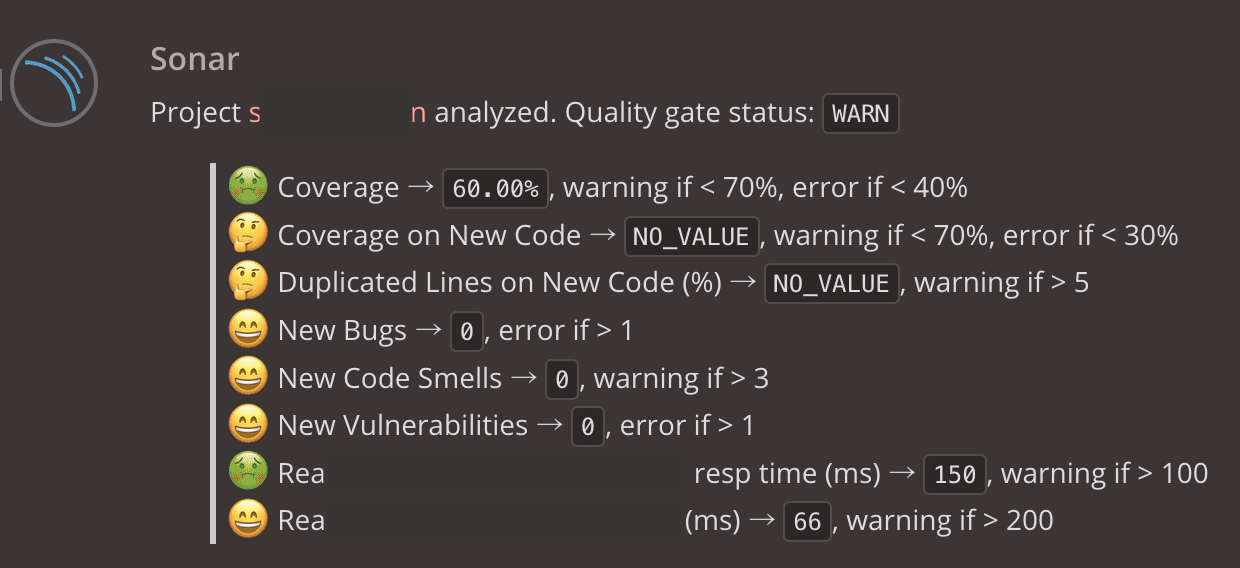 Sonar
Project s n analyzed. Quality gate status: WARN
Coverage → 60.00%, warning if < 70%, error if < 40%
Coverage on New Code → NO_VALUE, warning if < 70%, error if < 30%
Duplicated Lines on New Code (%) → NO_VALUE, warning if > 5
New Bugs → 0, error if > 1
New Code Smells → 0, warning if > 3
New Vulnerabilities → 0, error if > 1
Rea resp time (ms) → 150, warning if > 100
Rea (ms) → 66, warning if > 200